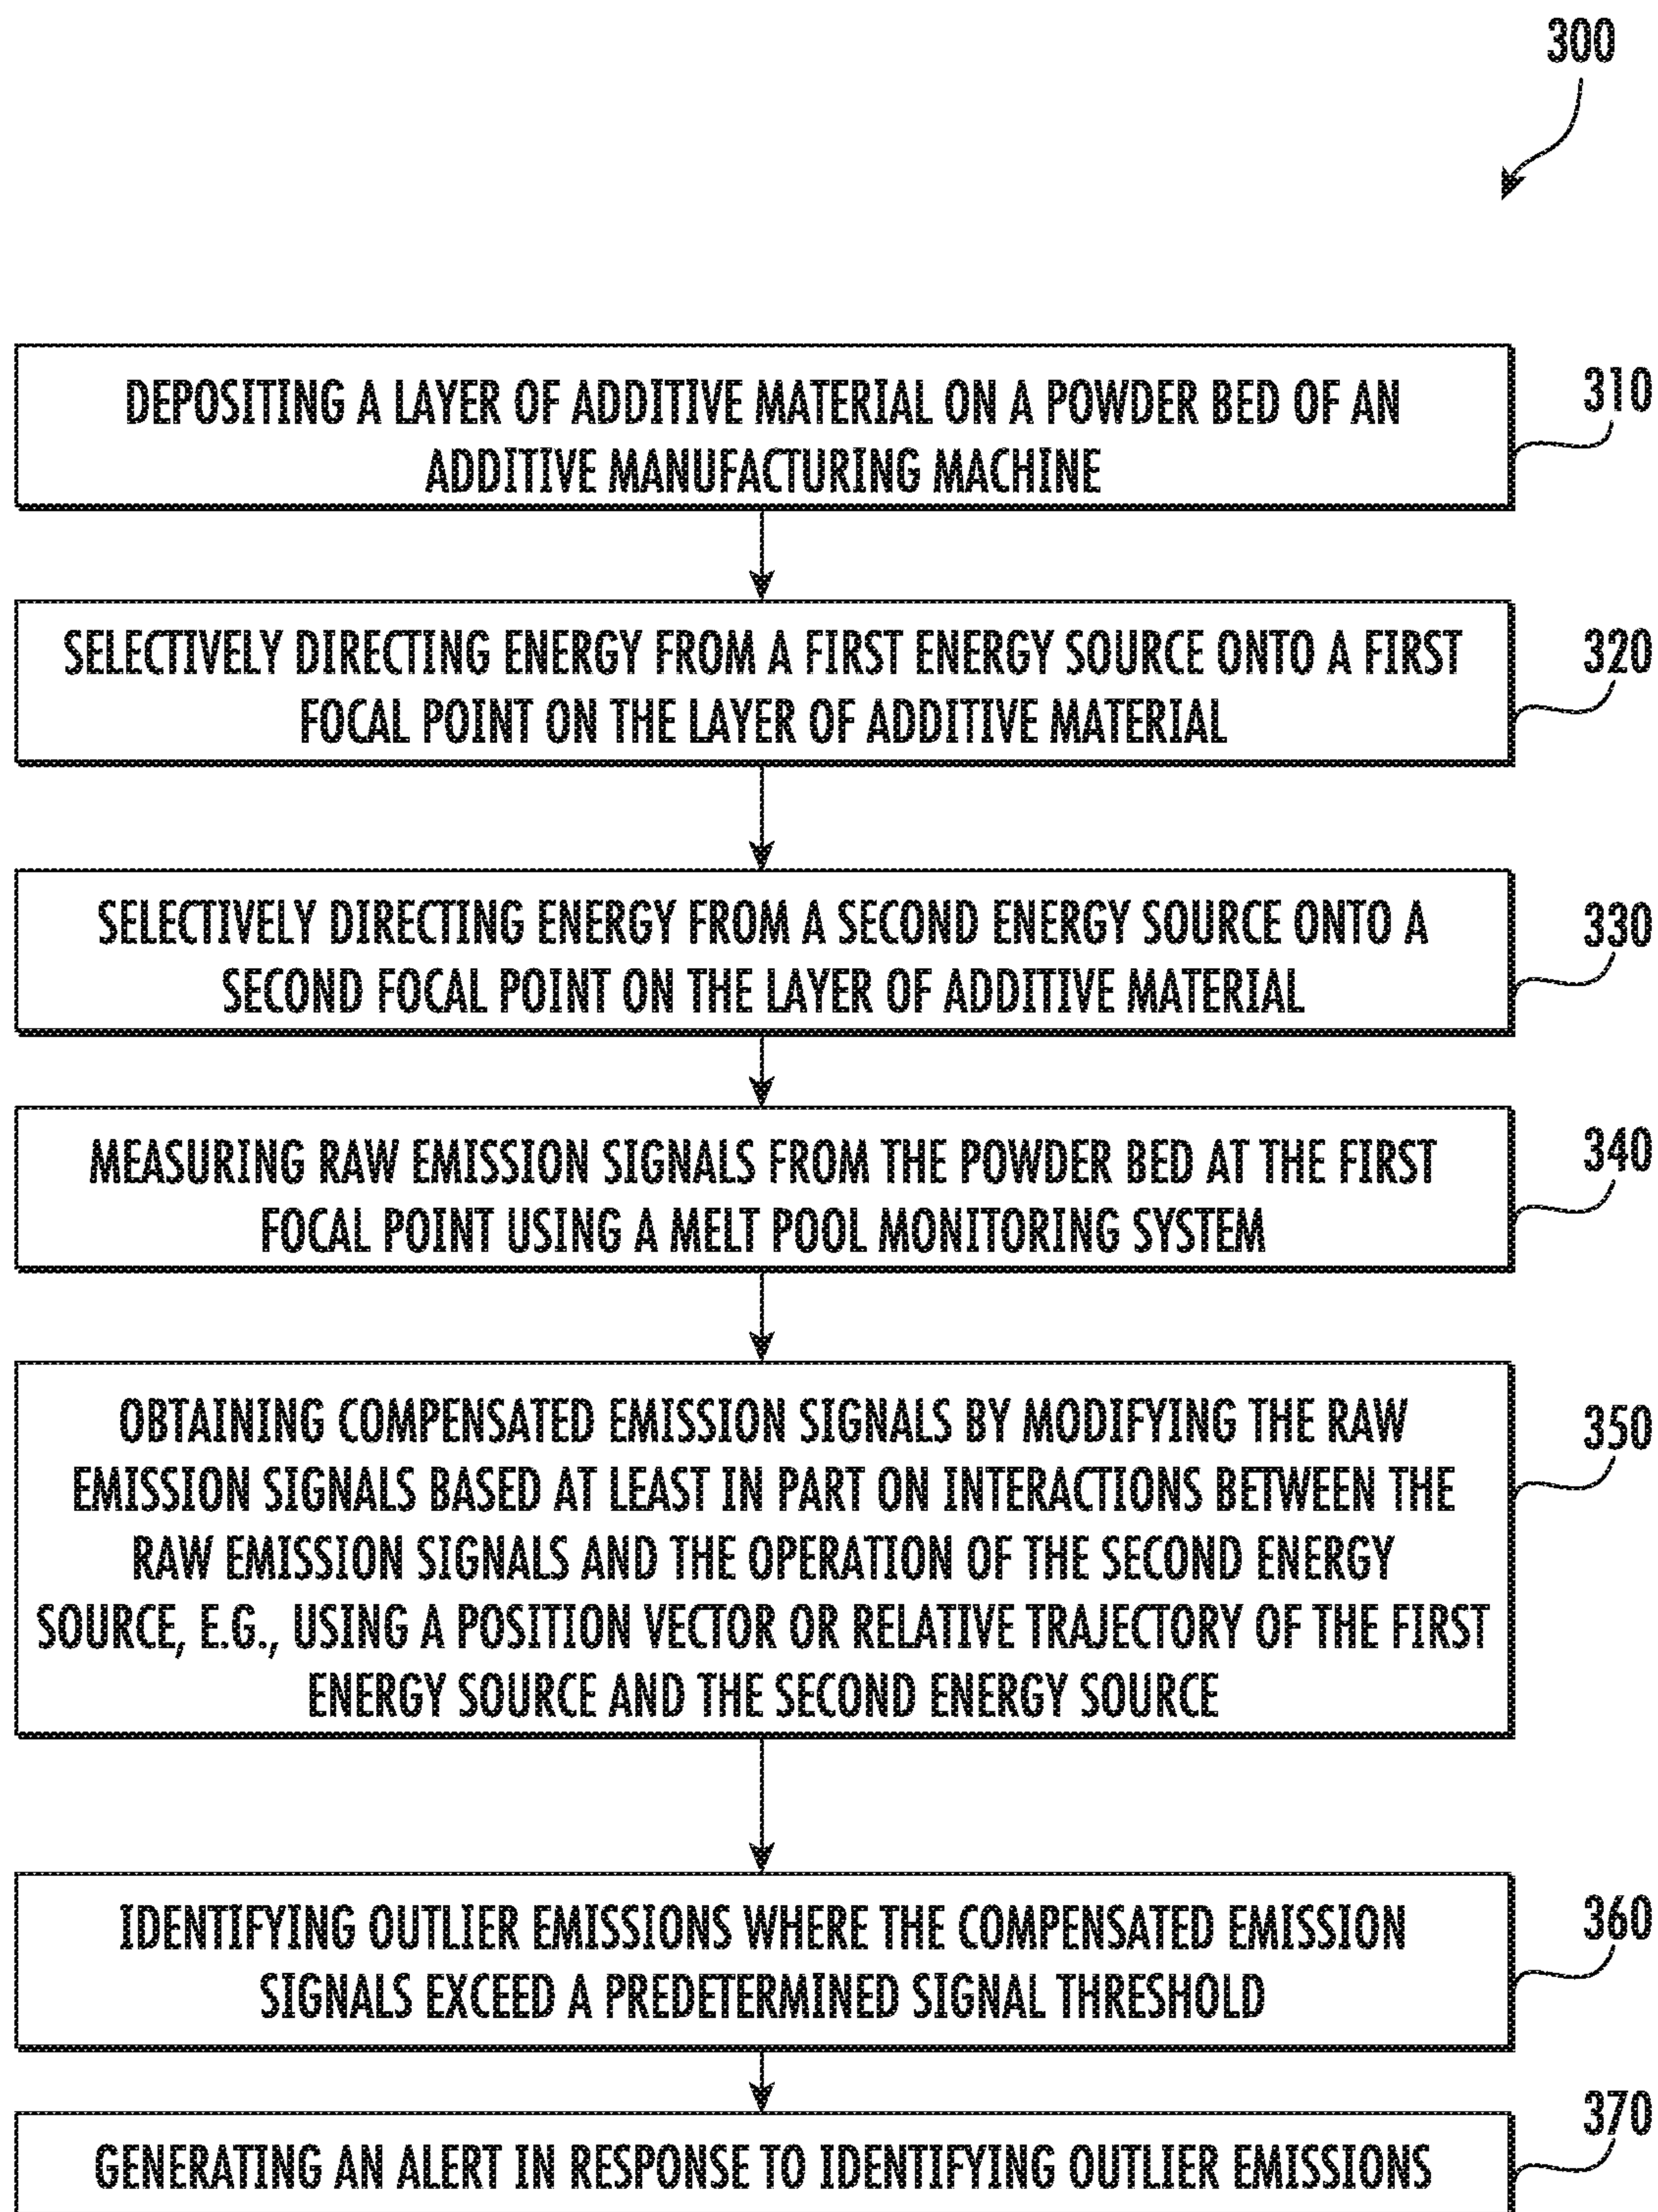 300
DEPOSITING A LAYER OF ADDITIVE MATERIAL ON A POWDER BED OF AN
ADDITIVE MANUFACTURING MACHINE
310
SELECTIVELY DIRECTING ENERGY FROM A FIRST ENERGY SOURCE ONTO A FIRST
FOCAL POINT ON THE LAYER OF ADDITIVE MATERIAL
320
SELECTIVELY DIRECTING ENERGY FROM A SECOND ENERGY SOURCE ONTO A
SECOND FOCAL POINT ON THE LAYER OF ADDITIVE MATERIAL
330
MEASURING RAW EMISSION SIGNALS FROM THE POWDER BED AT THE FIRST
FOCAL POINT USING A MELT POOL MONITORING SYSTEM
340
OBTAINING COMPENSATED EMISSION SIGNALS BY MODIFYING THE RAW
EMISSION SIGNALS BASED AT LEAST IN PART ON INTERACTIONS BETWEEN THE
RAW EMISSION SIGNALS AND THE OPERATION OF THE SECOND ENERGY
SOURCE, E.G., USING A POSITION VECTOR OR RELATIVE TRAJECTORY OF THE FIRST
ENERGY SOURCE AND THE SECOND ENERGY SOURCE
350
IDENTIFYING OUTLIER EMISSIONS WHERE THE COMPENSATED EMISSION
SIGNALS EXCEED A PREDETERMINED SIGNAL THRESHOLD
360
GENERATING AN ALERT IN RESPONSE TO IDENTIFYING OUTLIER EMISSIONS
370